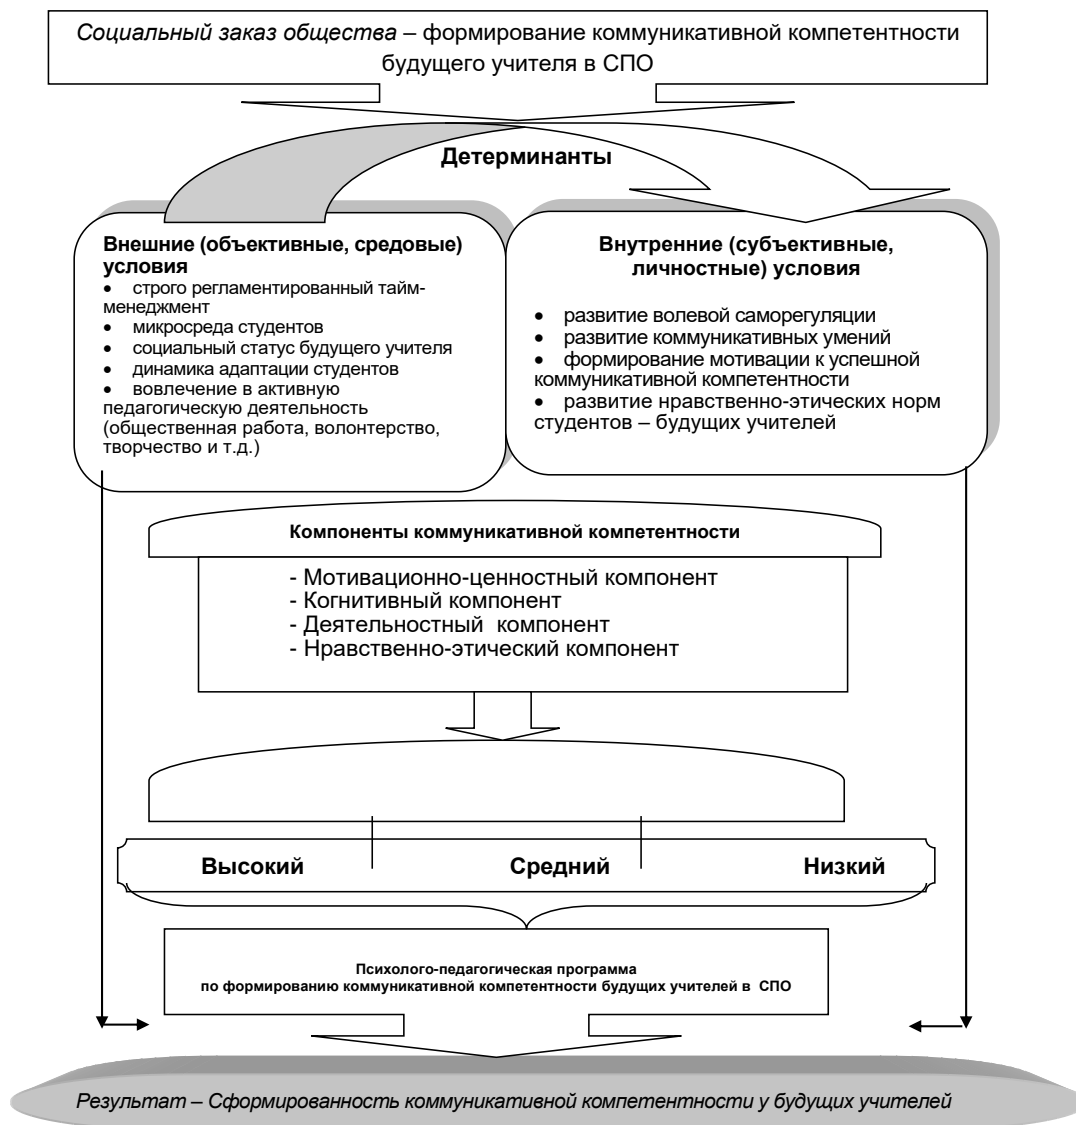 Социальный заказ общества – формирование коммуникативной компетентности
будущего учителя в СПО
Детерминанты
Внешние (объективные, средовые)
условия
• строго регламентированный тайм-
менеджмент
• микросреда студентов
• социальный статус будущего учителя
• динамика адаптации студентов
• вовлечение в активную
педагогическую деятельность
(общественная работа, волонтерство,
творчество и т.д.)
Внутренние (субъективные,
личностные) условия
• развитие волевой саморегуляции
• развитие коммуникативных умений
• формирование мотивации к успешной
коммуникативной компетентности
• развитие нравственно-этических норм
студентов – будущих учителей
Компоненты коммуникативной компетентности
- Мотивационно-ценностный компонент
- Когнитивный компонент
- Деятельностный компонент
- Нравственно-этический компонент
Высокий Средний Низкий
Психолого-педагогическая программа
по формированию коммуникативной компетентности будущих учителей в СПО
Результат – Сформированность коммуникативной компетентности у будущих учителей